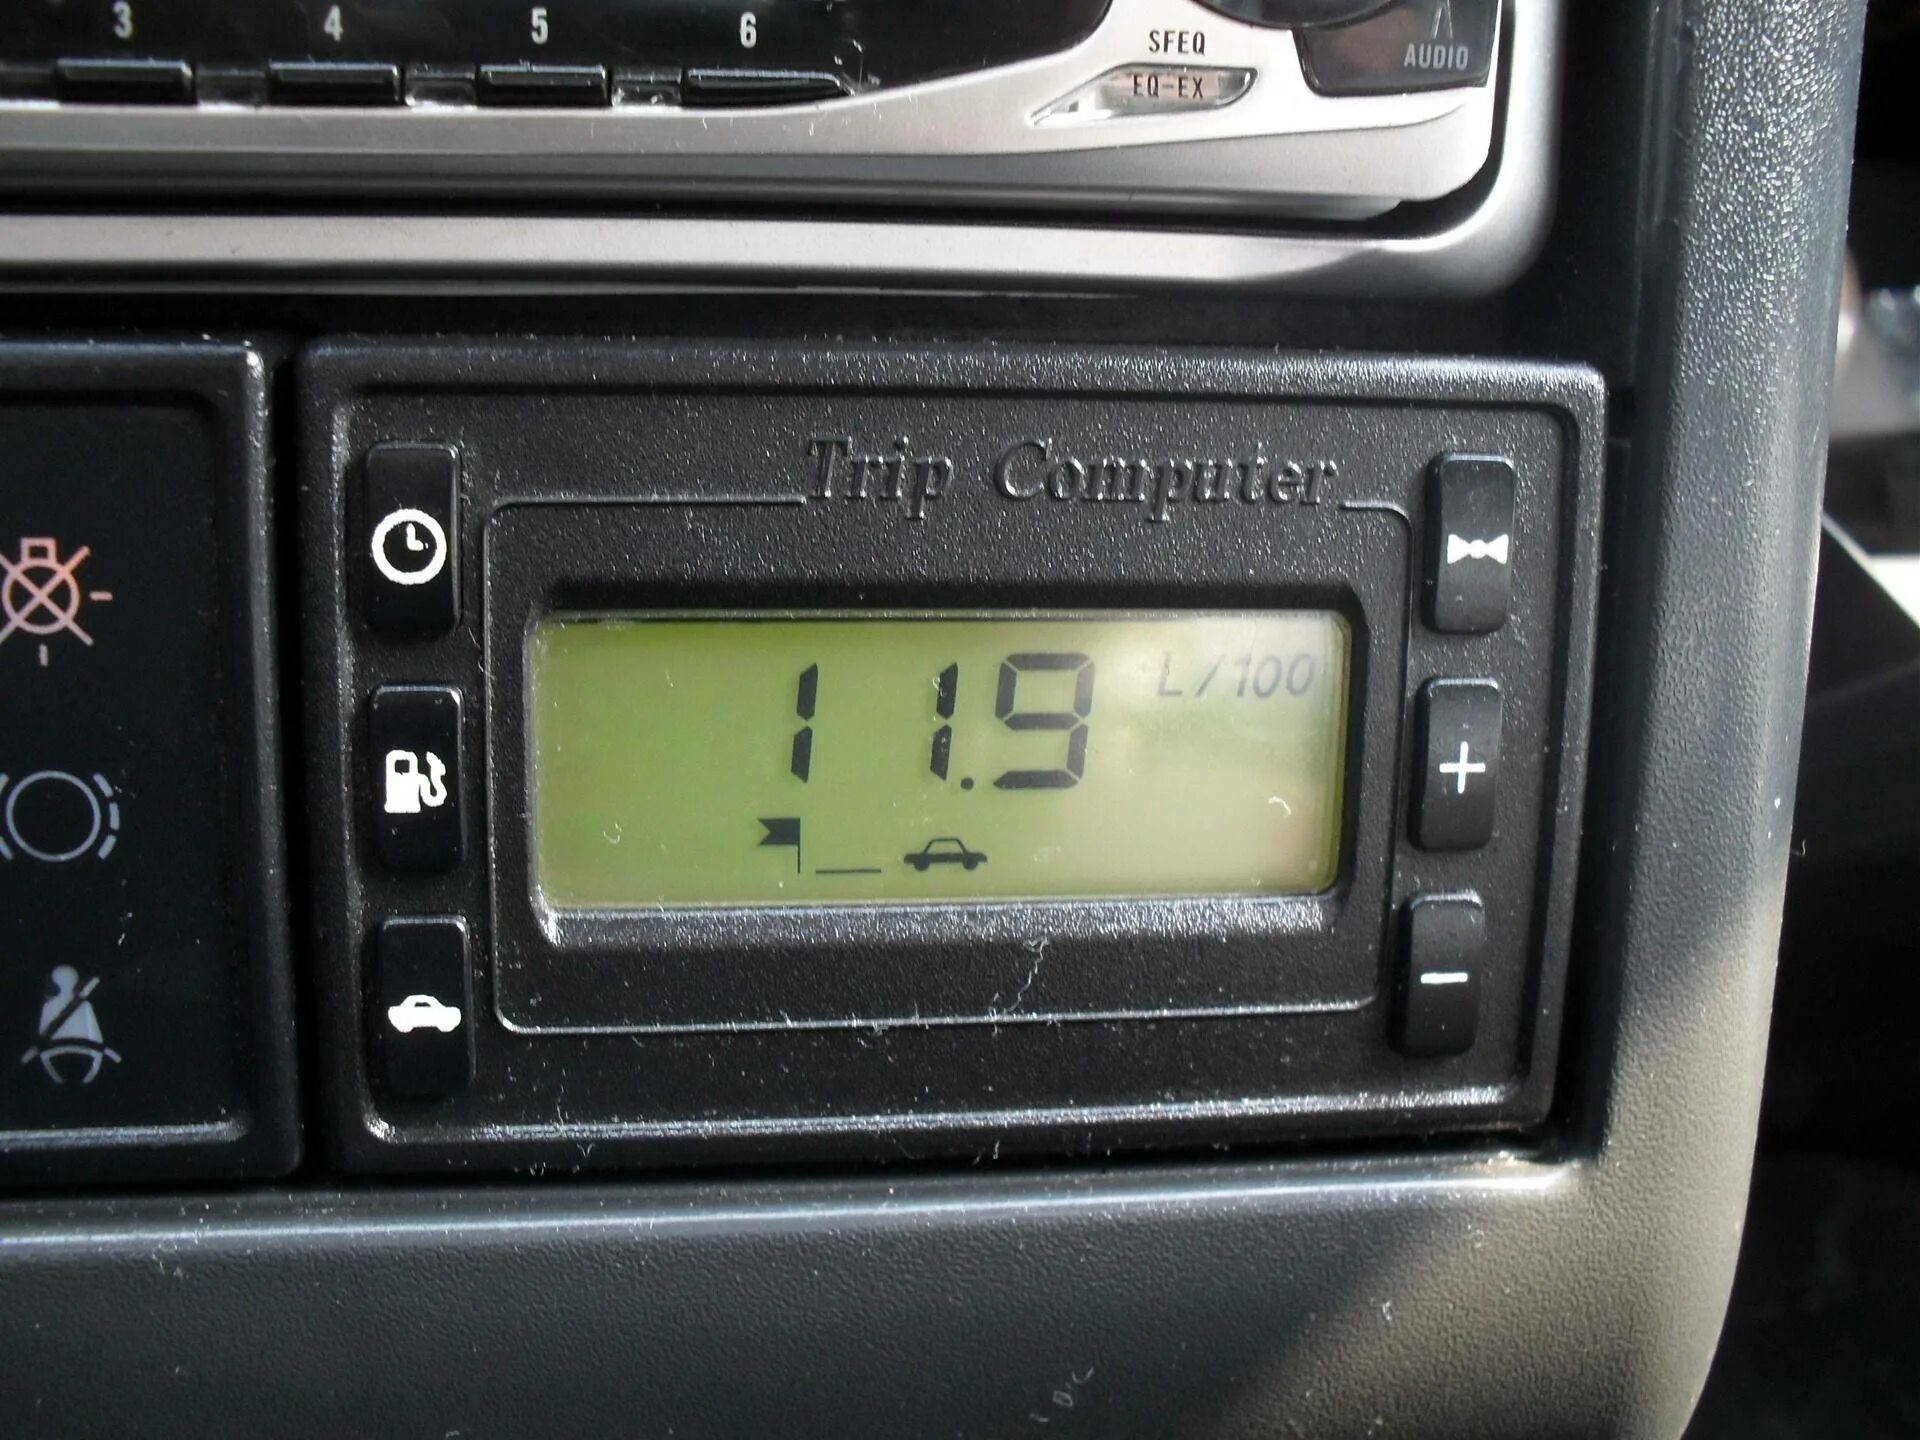 3 4 5 6
SFEQ
EQ-EX
AUDIO
Trip Computer
11.9 L/100
+
−